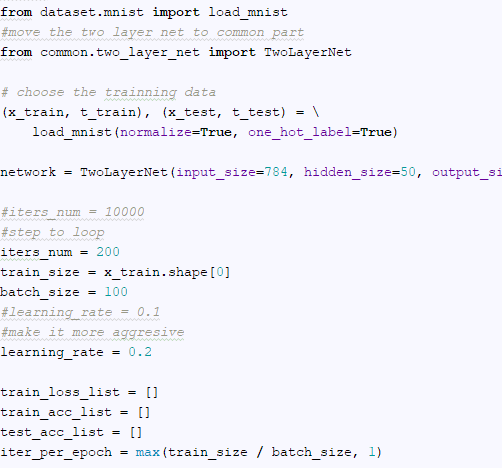 from dataset.mnist import load_mnist
#move the two layer net to common part
from common.two_layer_net import TwoLayerNet
# choose the trainning data
(x_train, t_train), (x_test, t_test) = \
    load_mnist(normalize=True, one_hot_label=True)
network = TwoLayerNet(input_size=784, hidden_size=50, output_si
#iters_num = 10000
#step to loop
iters_num = 200
train_size = x_train.shape[0]
batch_size = 100
#learning_rate = 0.1
#make it more aggresive
learning_rate = 0.2
train_loss_list = []
train_acc_list = []
test_acc_list = []
iter_per_epoch = max(train_size / batch_size, 1)